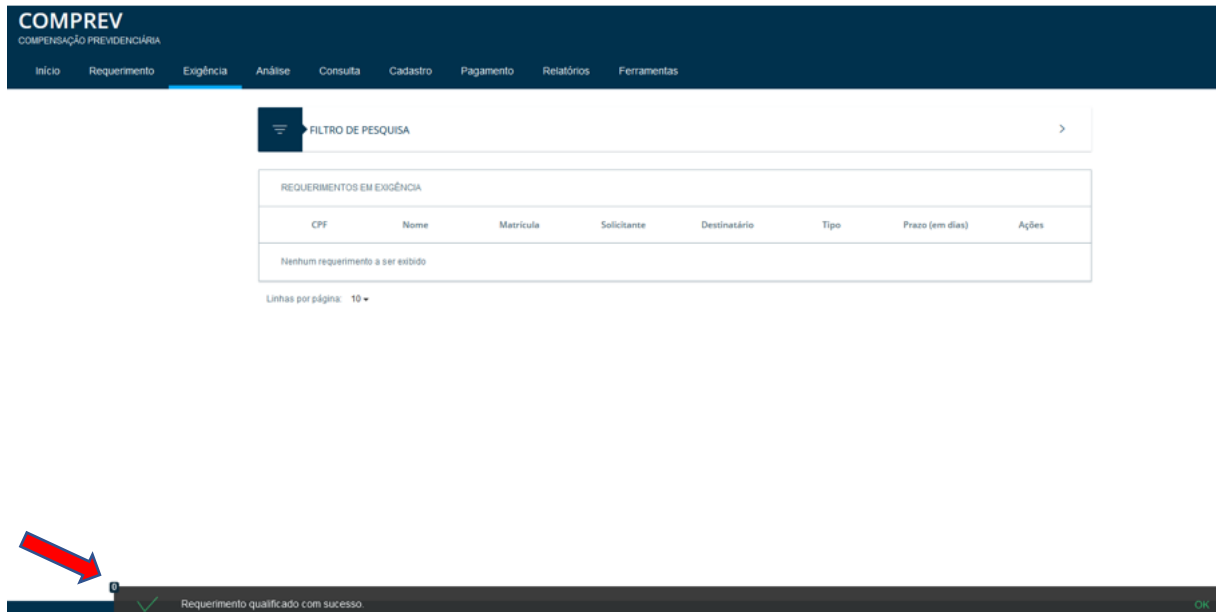 COMPREV
COMPENSAÇÃO PREVIDENCIÁRIA
Início Requerimento Exigência Análise Consulta Cadastro Pagamento Relatórios Ferramentas
FILTRO DE PESQUISA
REQUERIMENTOS EM EXIGÊNCIA
CPF Nome Matrícula Solicitante Destinatário Tipo Prazo (em dias) Ações
Nenhum requerimento a ser exibido
Linhas por página: 10
0
Requerimento qualificado com sucesso. OK